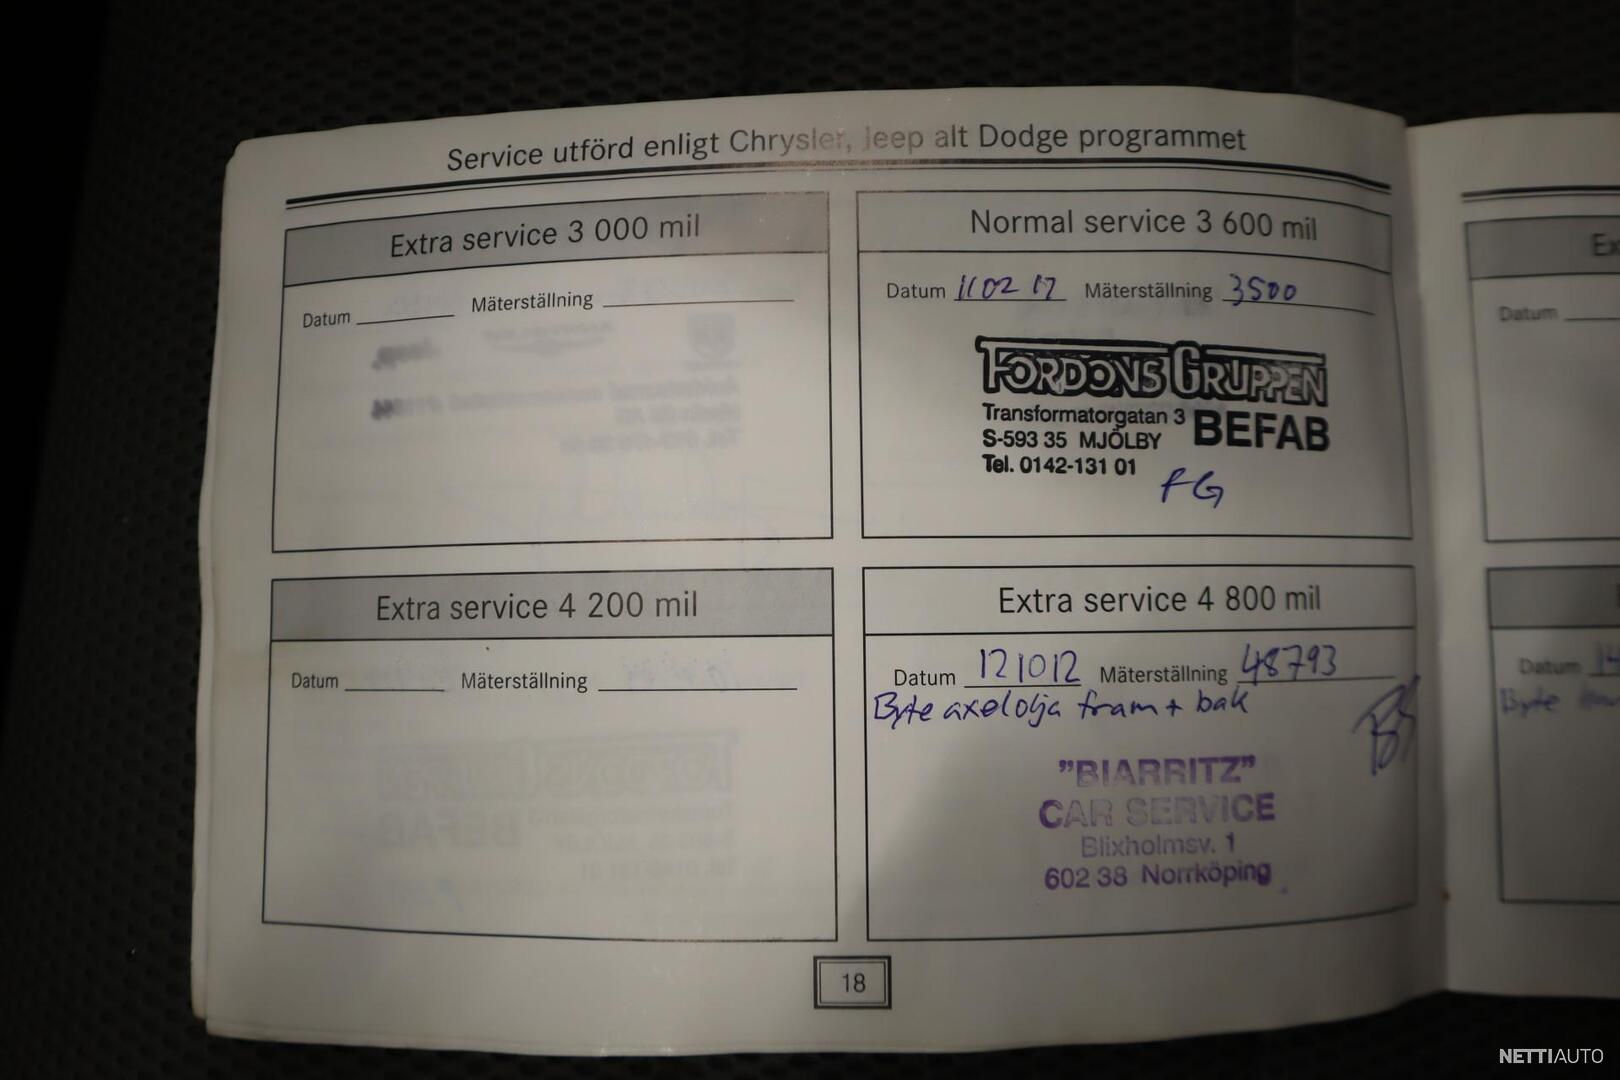 Service utförd enligt Chrysler, Jeep alt Dodge programmet
Extra service 3 000 mil
Datum Mäterställning
Normal service 3 600 mil
Datum 110217 Mäterställning 3500
FORDONSGRUPPEN
Transformatorgatan 3
BEFAB
S-593 35 MJÖLBY
Tel. 0142-131 01
FG
Extra service 4 200 mil
Datum Mäterställning
Extra service 4 800 mil
Datum 121012 Mäterställning 48793
Byte axelolja fram + bak
"BIARRITZ"
CAR SERVICE
Blixholmsv. 1
602 38 Norrköping
18
Datum
Datum
Byte
NETTIAUTO